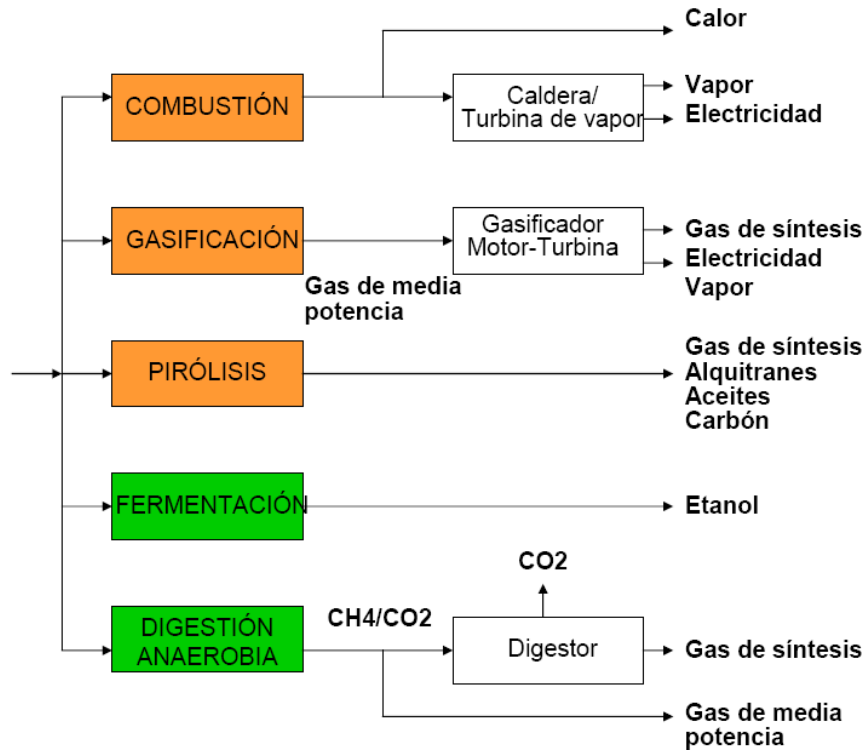 Calor
COMBUSTIÓN
Caldera/
Turbina de vapor
Vapor
Electricidad
GASIFICACIÓN
Gas de media
potencia
Gasificador
Motor-Turbina
Gas de síntesis
Electricidad
Vapor
PIRÓLISIS
Gas de síntesis
Alquitranes
Aceites
Carbón
FERMENTACIÓN
Etanol
DIGESTIÓN
ANAEROBIA
CH4/CO2
CO2
Digestor
Gas de síntesis
Gas de media
potencia